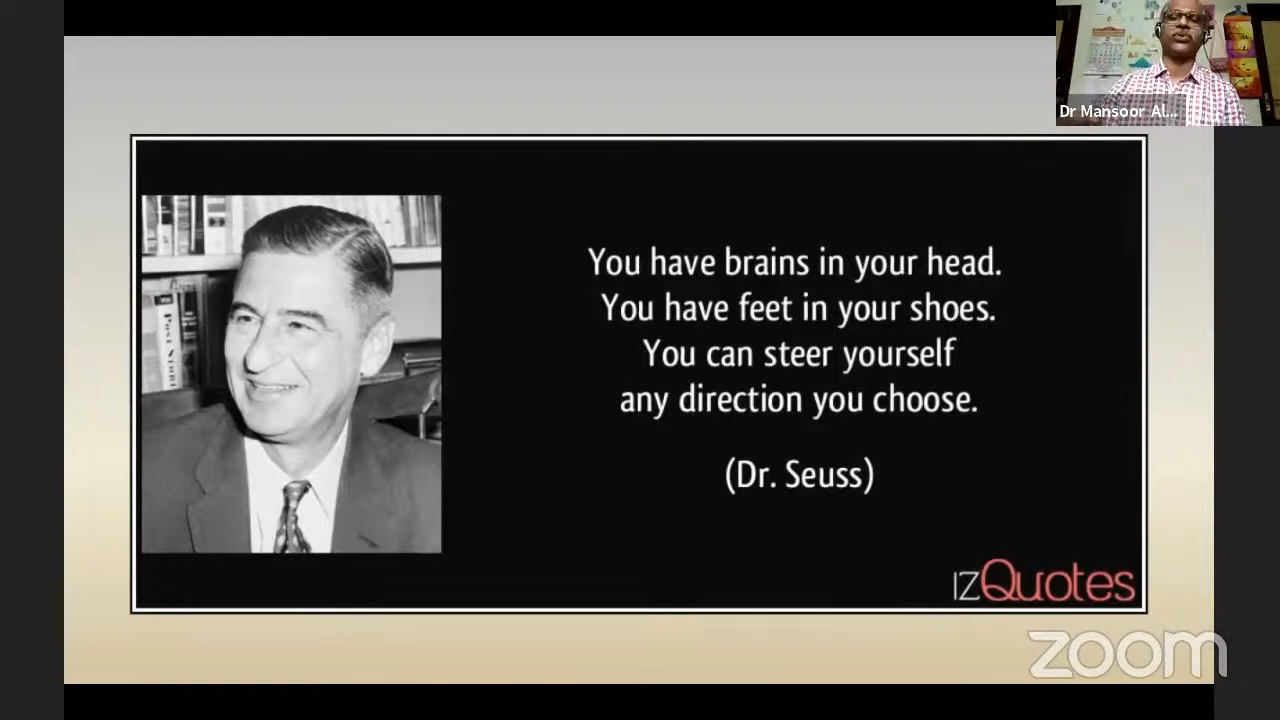 Dr Mansoor Al...
You have brains in your head.
You have feet in your shoes.
You can steer yourself
any direction you choose.
(Dr. Seuss)
izQuotes
zoom